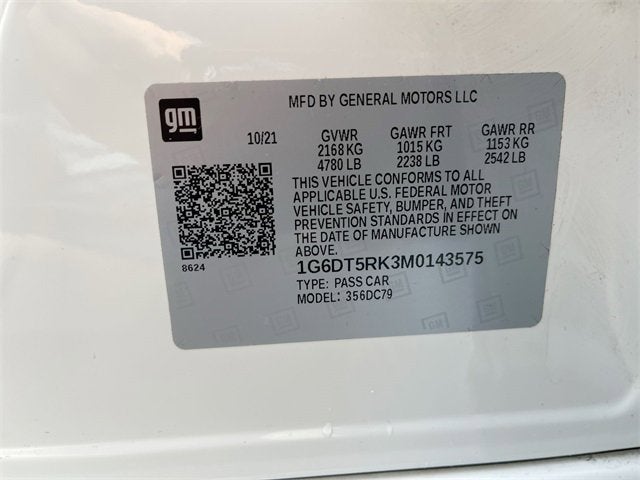 gm
MFD BY GENERAL MOTORS LLC
10/21 GVWR GAWR FRT GAWR RR
2168 KG 1015 KG 1153 KG
4780 LB 2238 LB 2542 LB
THIS VEHICLE CONFORMS TO ALL
APPLICABLE U.S. FEDERAL MOTOR
VEHICLE SAFETY, BUMPER, AND THEFT
PREVENTION STANDARDS IN EFFECT ON
THE DATE OF MANUFACTURE SHOWN
ABOVE.
8624
1G6DT5RK3M0143575
TYPE: PASS CAR
MODEL: 356DC79